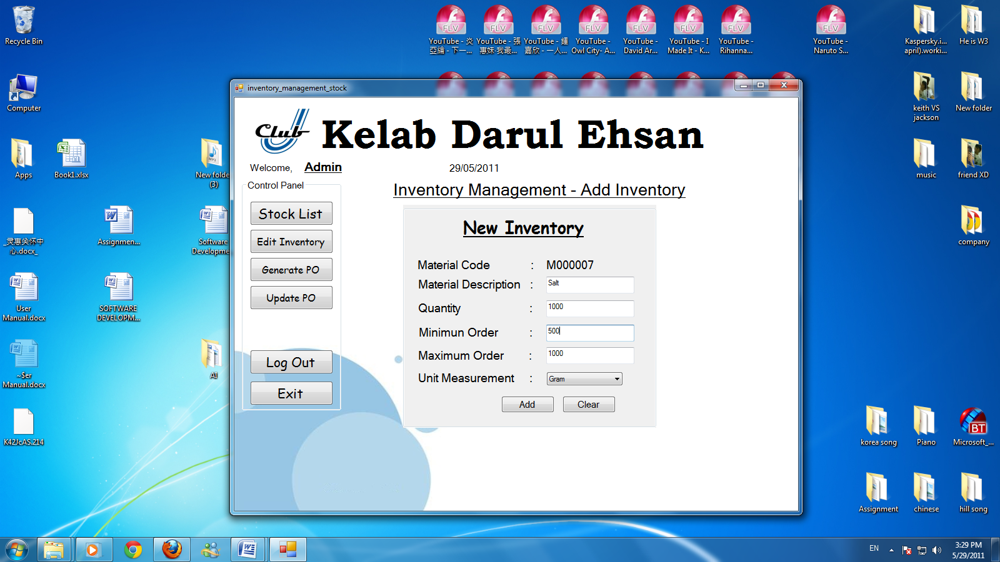 Recycle Bin
YouTube - 炎
亞綸 - 下一...
YouTube - 張
惠妹 我最...
YouTube - 鍾
嘉欣 - 一人...
YouTube -
Owl City- A...
YouTube -
David Ar...
YouTube - I
Made It - K...
YouTube -
Rihanna...
YouTube -
Naruto S...
Kaspersky.i...
april).worki...
He is W3
FLV
FLV
FLV
FLV
FLV
FLV
FLV
FLV
Computer
keith VS
jackson
New folder
Apps
Book1.xlsx
New folde
(3)
MP3
music
friend XD
_灵惠关怀中
心.docx_
Assignmen...
Software
Developme
company
User
Manual.docx
SOFTWARE
DEVELOPM...
~$er
Manual.docx
AI
K42JcAS.214
korea song
Piano
BT
Microsoft_...
Assignment
chinese
hill song
inventory_management_stock
Club
Kelab Darul Ehsan
Welcome, Admin
29/05/2011
Control Panel
Stock List
Edit Inventory
Generate PO
Update PO
Log Out
Exit
Inventory Management - Add Inventory
New Inventory
Material Code : M000007
Material Description : Salt
Quantity : 1000
Minimun Order : 500
Maximum Order : 1000
Unit Measurement : Gram
Add Clear
EN
3:29 PM
5/29/2011